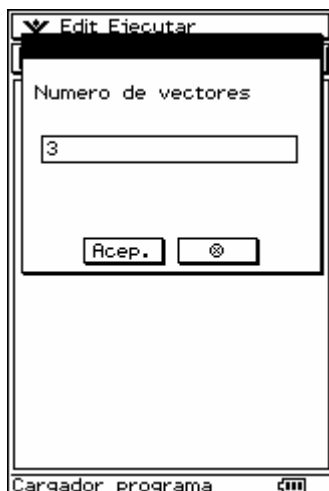 Edit Ejecutar
Numero de vectores
3
Acep.
Cargador programa